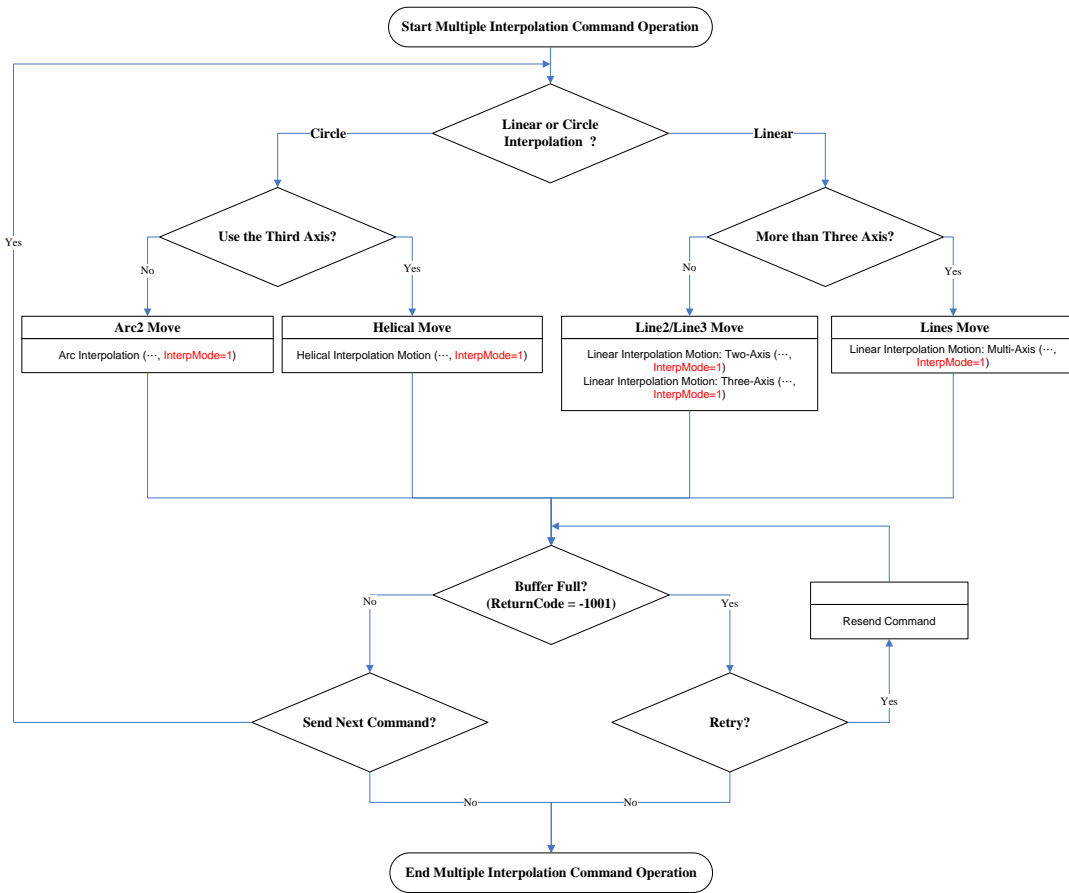 Start Multiple Interpolation Command Operation
Linear or Circle
Interpolation ?
Circle
Linear
Use the Third Axis?
More than Three Axis?
Yes
No
Yes
No
Yes
Arc2 Move
Arc Interpolation (⋯, InterpMode=1)
Helical Move
Helical Interpolation Motion (⋯, InterpMode=1)
Line2/Line3 Move
Linear Interpolation Motion: Two-Axis (⋯,
InterpMode=1)
Linear Interpolation Motion: Three-Axis (⋯,
InterpMode=1)
Lines Move
Linear Interpolation Motion: Multi-Axis (⋯,
InterpMode=1)
Buffer Full?
(ReturnCode = -1001)
No
Yes
Resend Command
Send Next Command?
Retry?
Yes
No
No
End Multiple Interpolation Command Operation